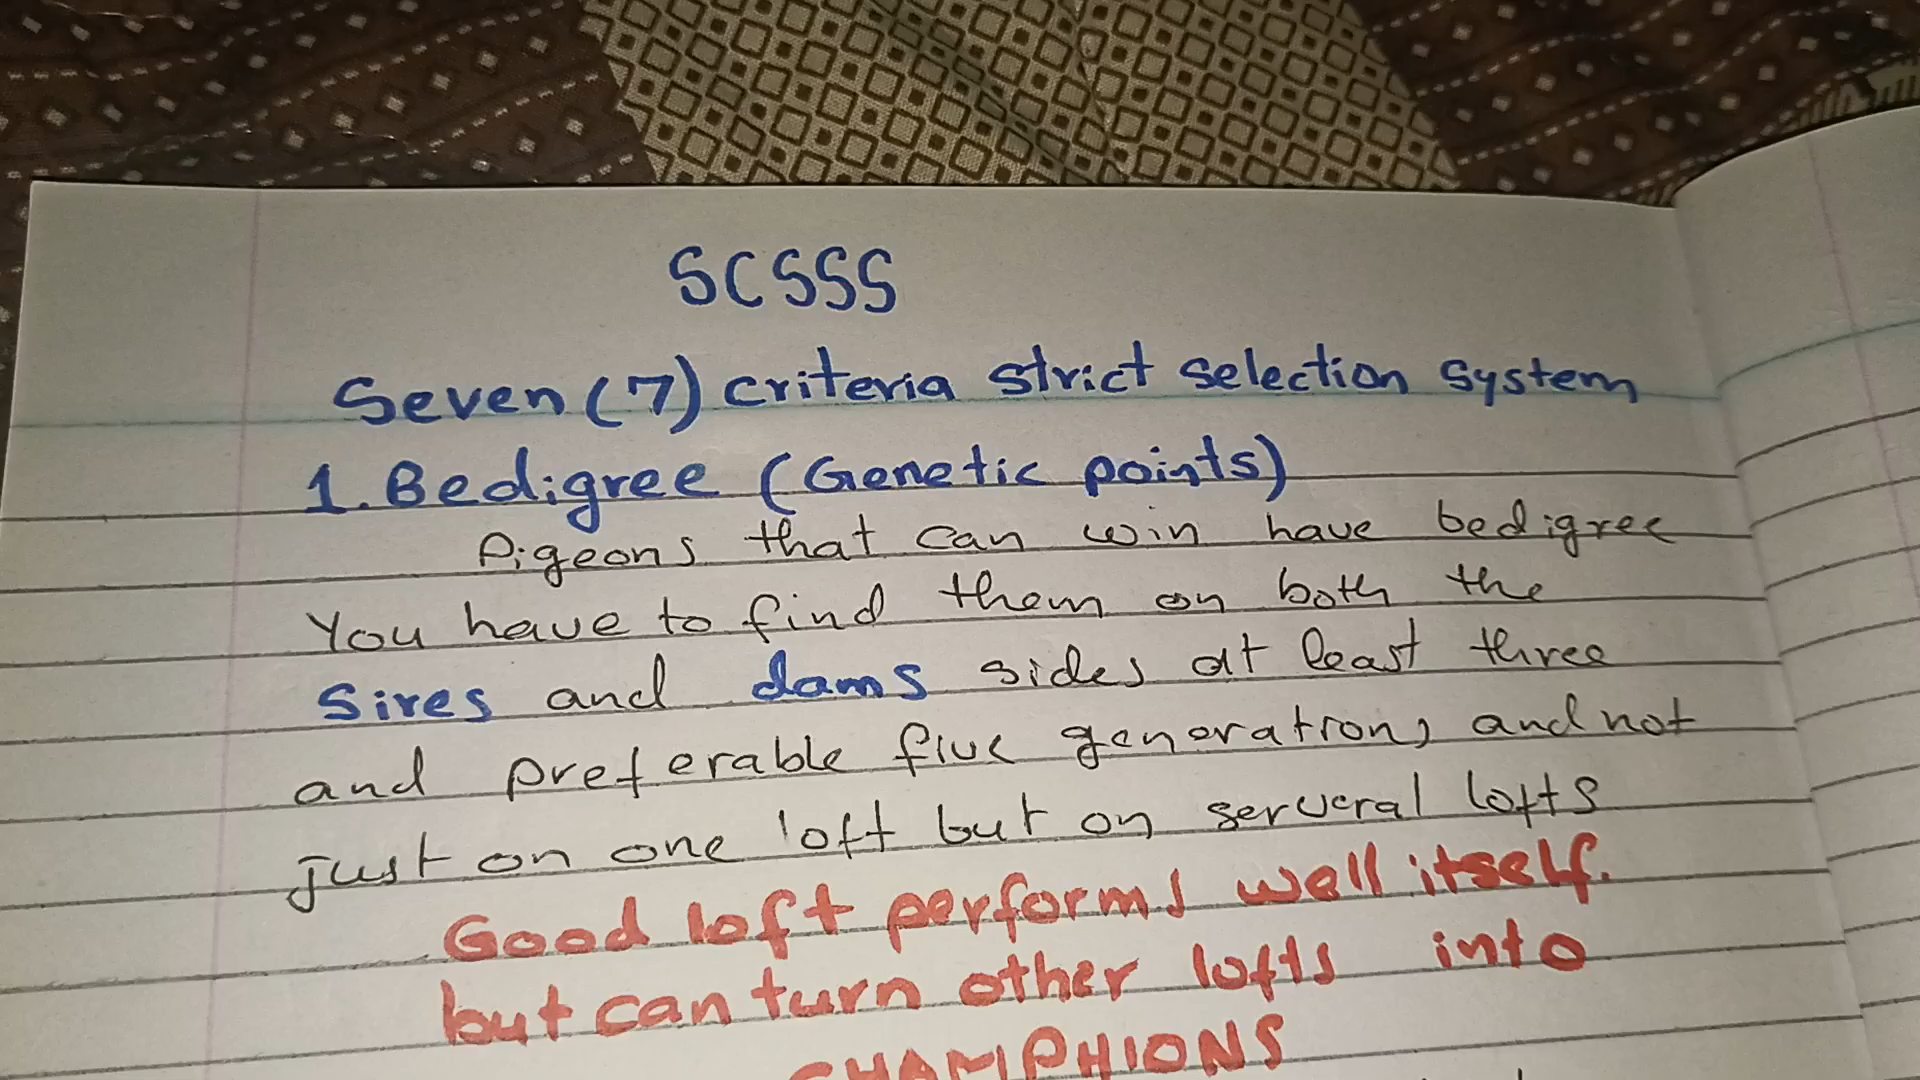 SCSSS
Seven (7) criteria strict selection system
1. Bedigree (Genetic points)
Pigeons that can win have bedigree
You have to find them on both the
Sires and dams sides at least three
and preferable five generations and not
just on one loft but on serveral lofts
Good loft performs well itself.
but can turn other lofts into
CHAMPHIONS